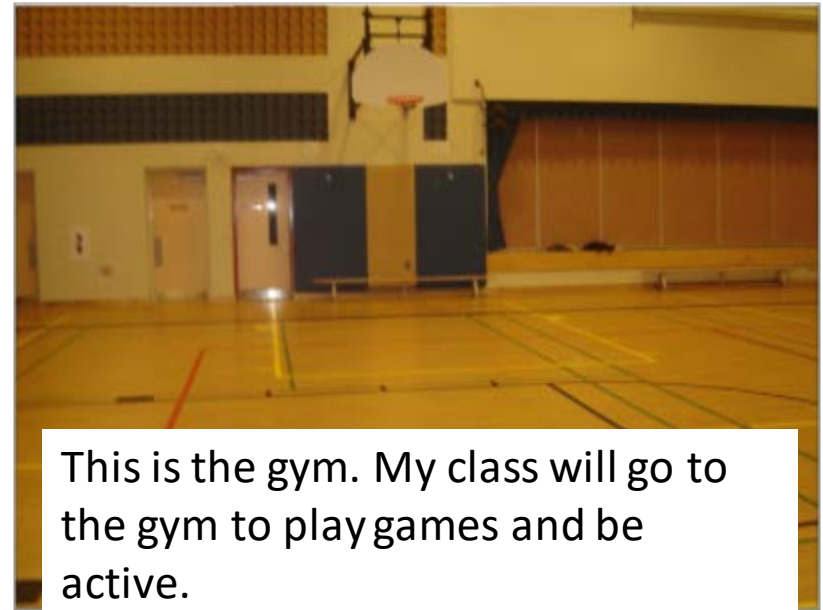 This is the gym. My class will go to
the gym to play games and be
active.